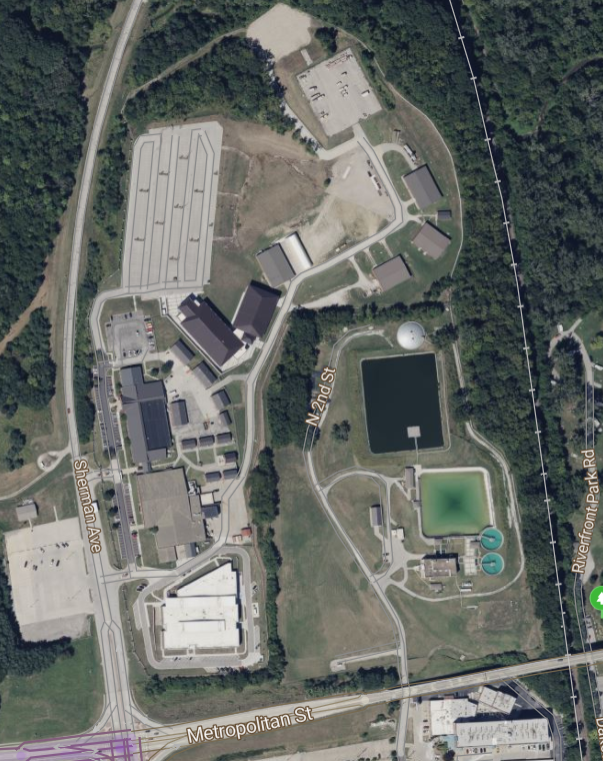 N 2nd St
Sherman Ave
Riverfront Park Rd
Metropolitan St